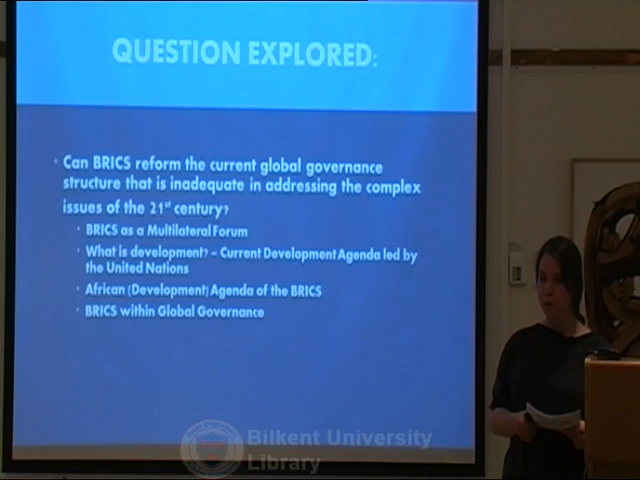 QUESTION EXPLORED:
• Can BRICS reform the current global governance
structure that is inadequate in addressing the complex
issues of the 21st century?
• BRICS as a Multilateral Forum
• What is development? – Current Development Agenda led by
the United Nations
• African (Development) Agenda of the BRICS
• BRICS within Global Governance
Bilkent University
Library